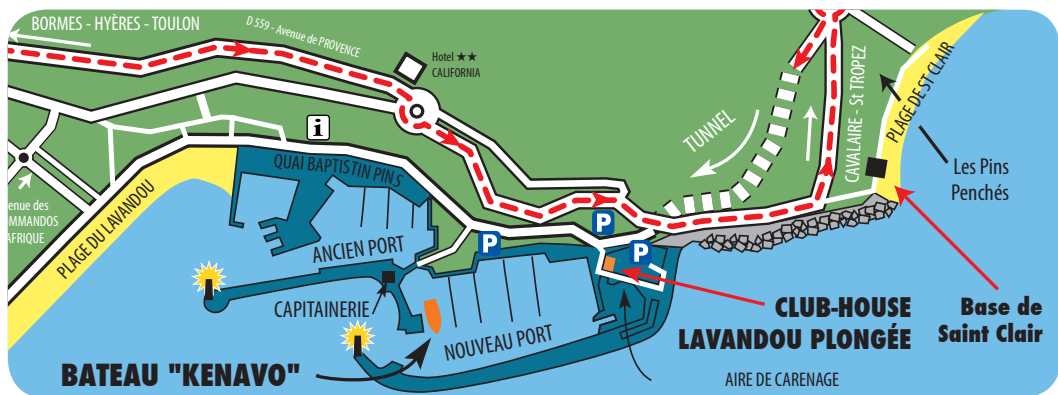 BORMES - HYÈRES - TOULON
D 559 - Avenue de PROVENCE
Hotel ★★
CALIFORNIA
i
TUNNEL
CAVALAIRE - St TROPEZ
PLAGE DE ST CLAIR
Les Pins
Penchés
QUAI BAPTISTIN PINS
enue des
MMANDOS
AFRIQUE
PLAGE DU LAVANDOU
ANCIEN PORT
P
P
P
CAPITAINERIE
NOUVEAU PORT
CLUB-HOUSE
LAVANDOU PLONGÉE
Base de
Saint Clair
BATEAU "KENAVO"
AIRE DE CARENAGE